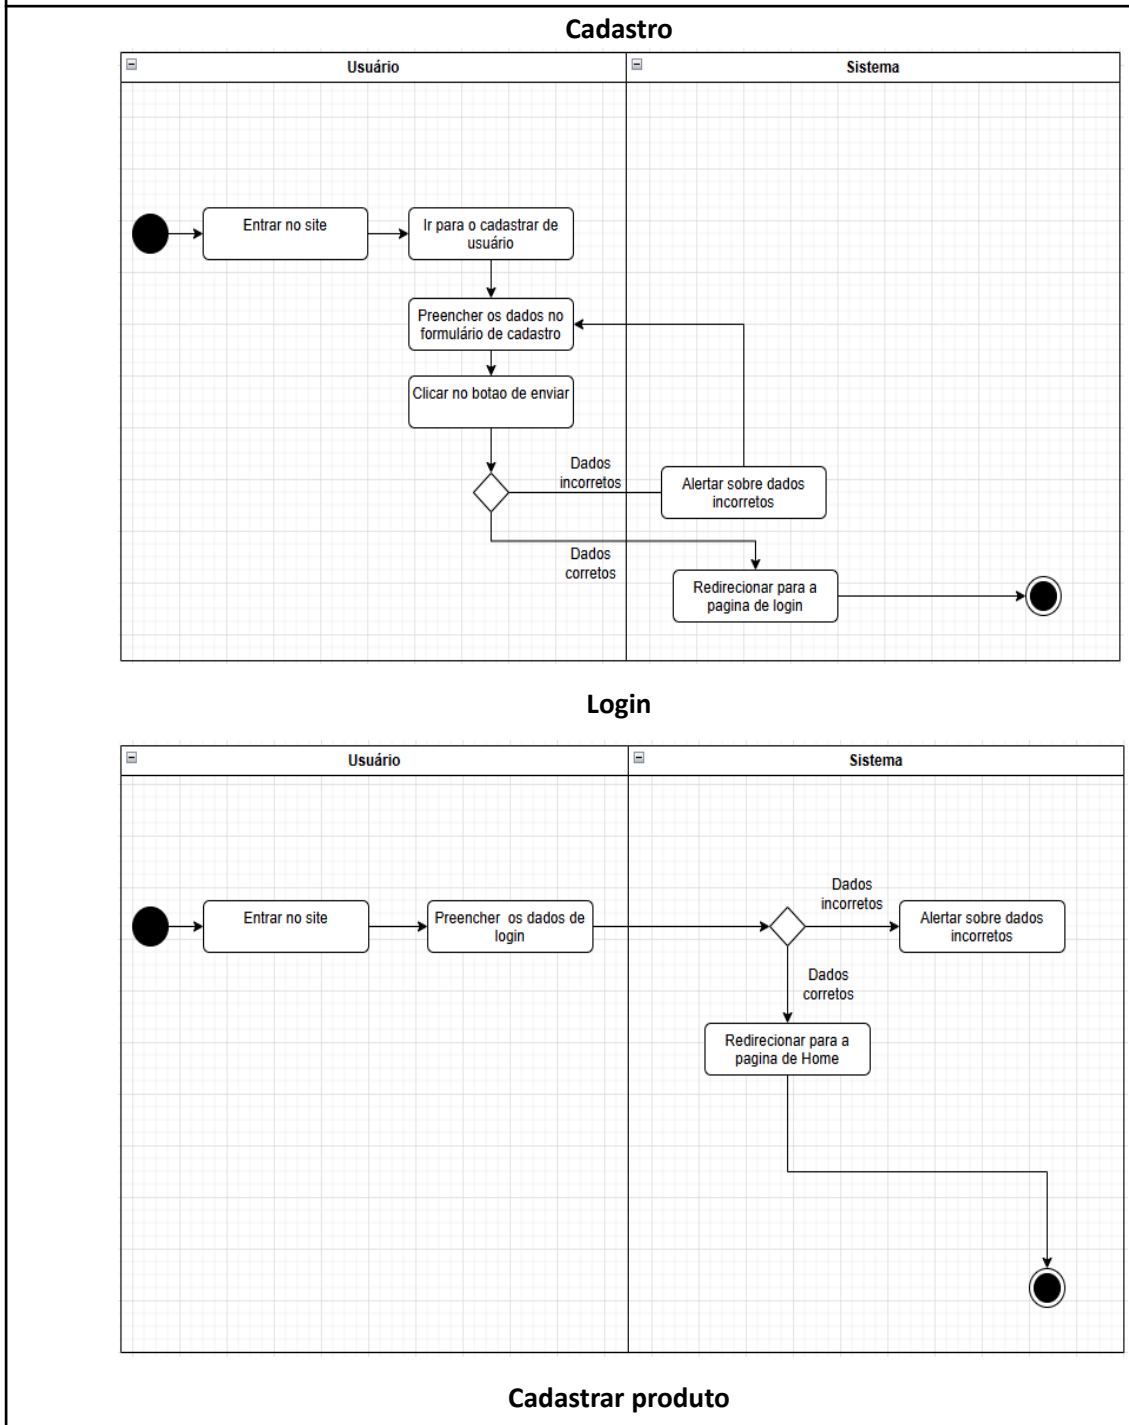 Cadastro
Usuário
Sistema
Entrar no site
Ir para o cadastrar de
usuário
Preencher os dados no
formulário de cadastro
Clicar no botao de enviar
Dados
incorretos
Alertar sobre dados
incorretos
Dados
corretos
Redirecionar para a
pagina de login
Login
Usuário
Sistema
Entrar no site
Preencher  os dados de
login
Dados
incorretos
Alertar sobre dados
incorretos
Dados
corretos
Redirecionar para a
pagina de Home
Cadastrar produto